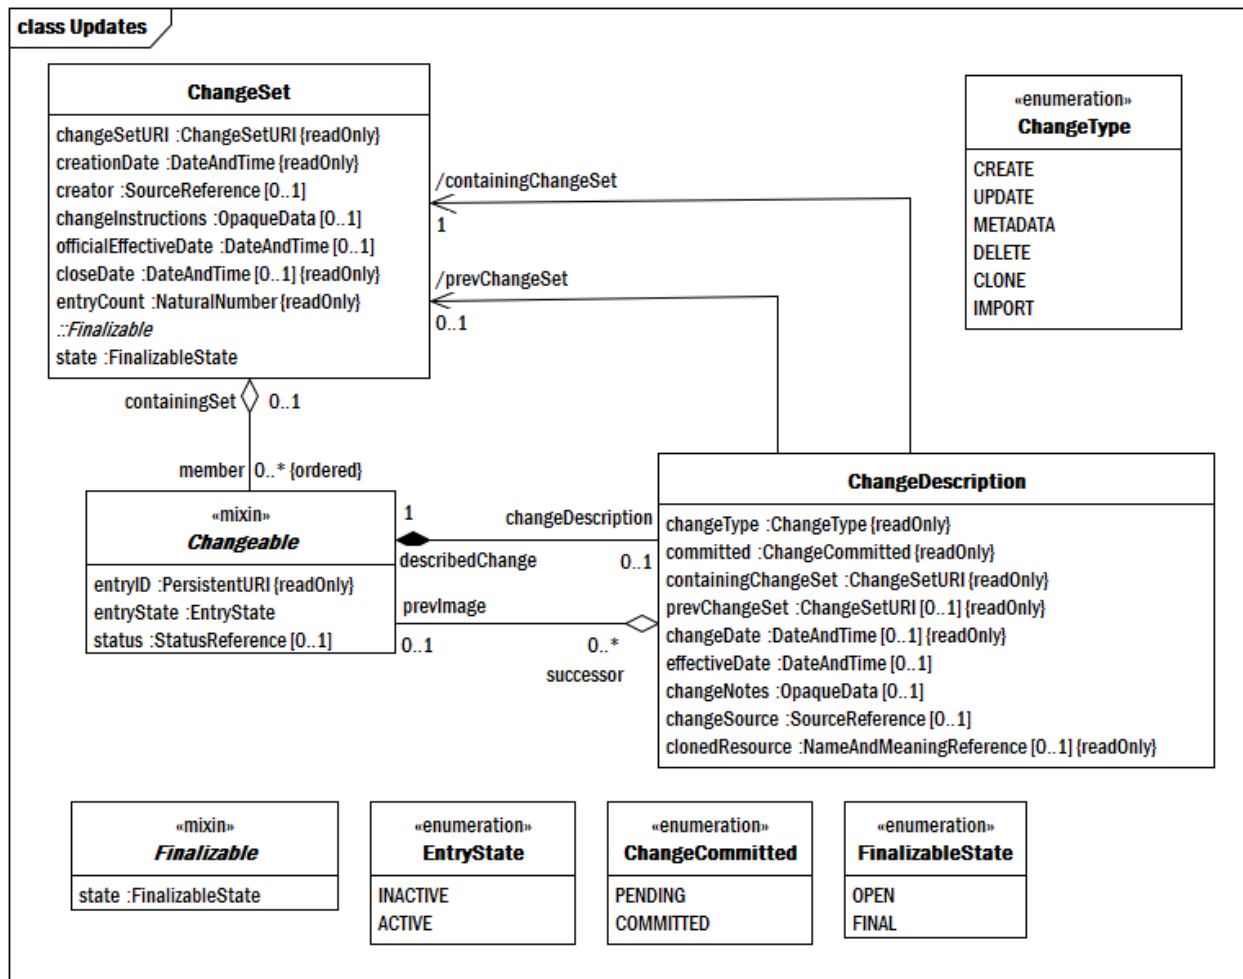 class Updates
ChangeSet
changeSetURI :ChangeSetURI {readOnly}
creationDate :DateAndTime {readOnly}
creator :SourceReference [0..1]
changeInstructions :OpaqueData [0..1]
officialEffectiveDate :DateAndTime [0..1]
closeDate :DateAndTime [0..1] {readOnly}
entryCount :NaturalNumber {readOnly}
::Finalizable
state :FinalizableState
«enumeration»
ChangeType
CREATE
UPDATE
METADATA
DELETE
CLONE
IMPORT
/containingChangeSet
1
/prevChangeSet
0..1
containingSet
0..1
member
0..* {ordered}
«mixin»
Changeable
entryID :PersistentURI {readOnly}
entryState :EntryState
status :StatusReference [0..1]
1
changeDescription
describedChange
0..1
prevImage
0..1
0..*
successor
ChangeDescription
changeType :ChangeType {readOnly}
committed :ChangeCommitted {readOnly}
containingChangeSet :ChangeSetURI {readOnly}
prevChangeSet :ChangeSetURI [0..1] {readOnly}
changeDate :DateAndTime [0..1] {readOnly}
effectiveDate :DateAndTime [0..1]
changeNotes :OpaqueData [0..1]
changeSource :SourceReference [0..1]
clonedResource :NameAndMeaningReference [0..1] {readOnly}
«mixin»
Finalizable
state :FinalizableState
«enumeration»
EntryState
INACTIVE
ACTIVE
«enumeration»
ChangeCommitted
PENDING
COMMITTED
«enumeration»
FinalizableState
OPEN
FINAL